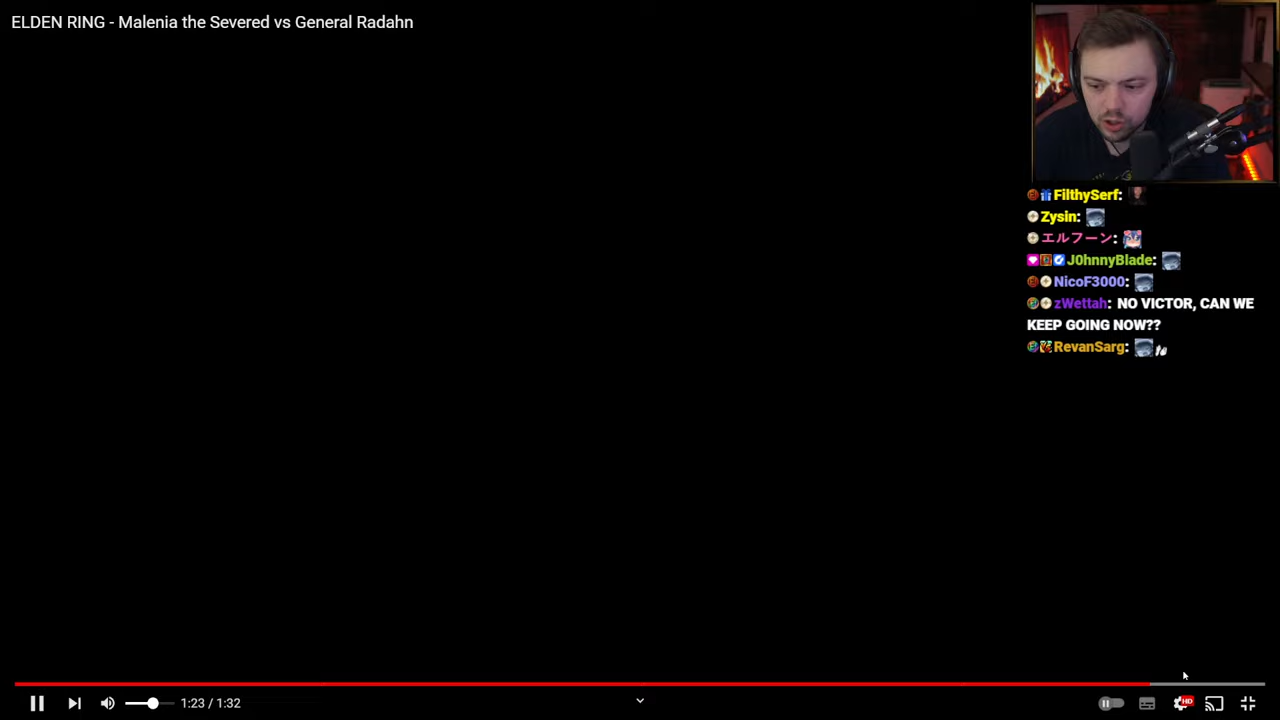 ELDEN RING - Malenia the Severed vs General Radahn
FilthySerf:
Zysin:
エルフーン:
J0hnnyBlade:
NicoF3000:
zWettah: NO VICTOR, CAN WE
KEEP GOING NOW??
RevanSarg:
1:23 / 1:32
HD